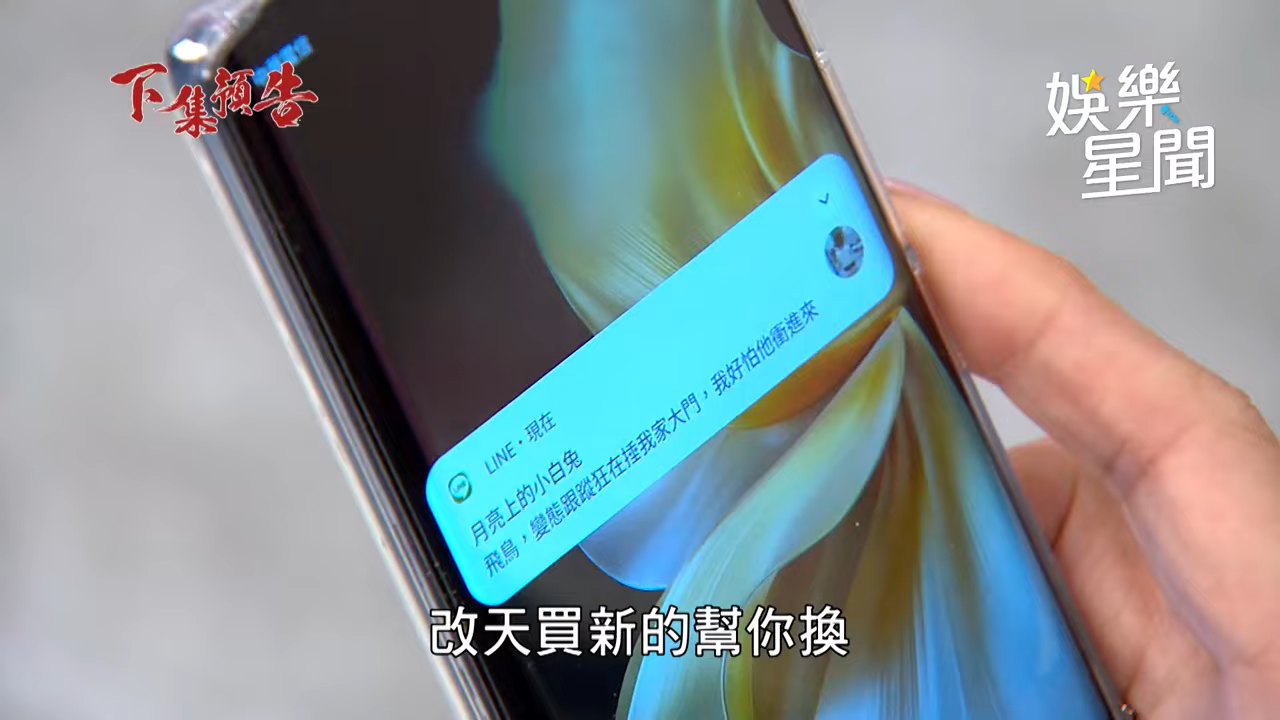 下集預告
娛樂
星聞
LINE・現在
月亮上的小白兔
飛鳥，變態跟蹤狂在捶我家大門，我好怕他衝進來
改天買新的幫你換